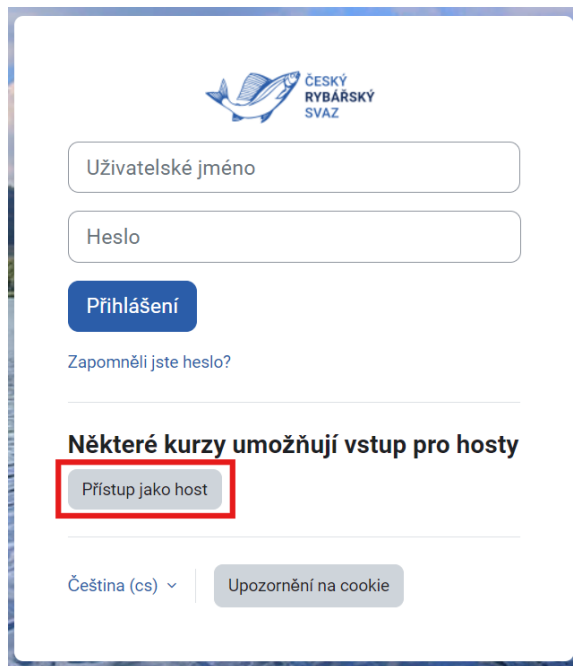 ČESKÝ
RYBÁŘSKÝ
SVAZ
Uživatelské jméno
Heslo
Přihlášení
Zapomněli jste heslo?
Některé kurzy umožňují vstup pro hosty
Přístup jako host
Čeština (cs)
Upozornění na cookie